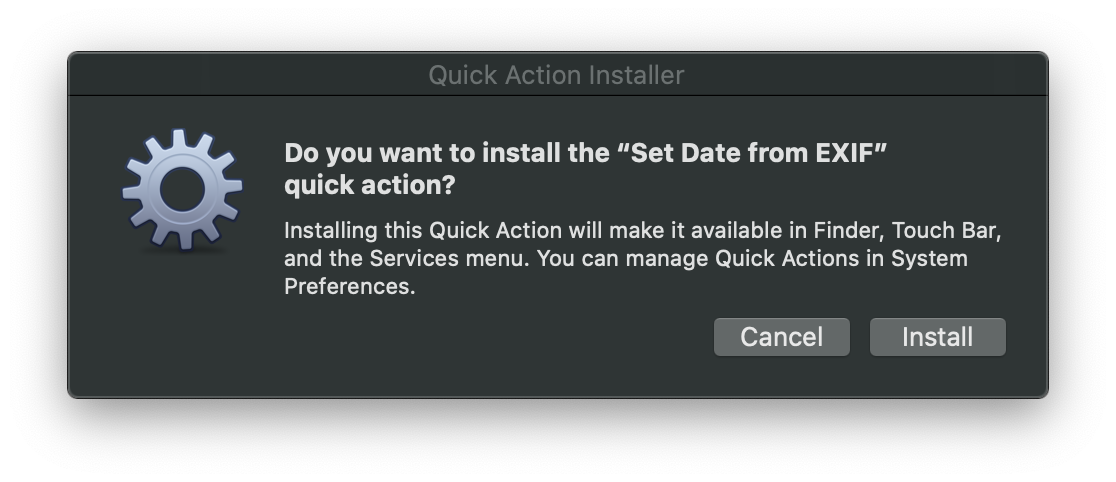 Quick Action Installer
Do you want to install the “Set Date from EXIF”
quick action?
Installing this Quick Action will make it available in Finder, Touch Bar,
and the Services menu. You can manage Quick Actions in System
Preferences.
Cancel
Install